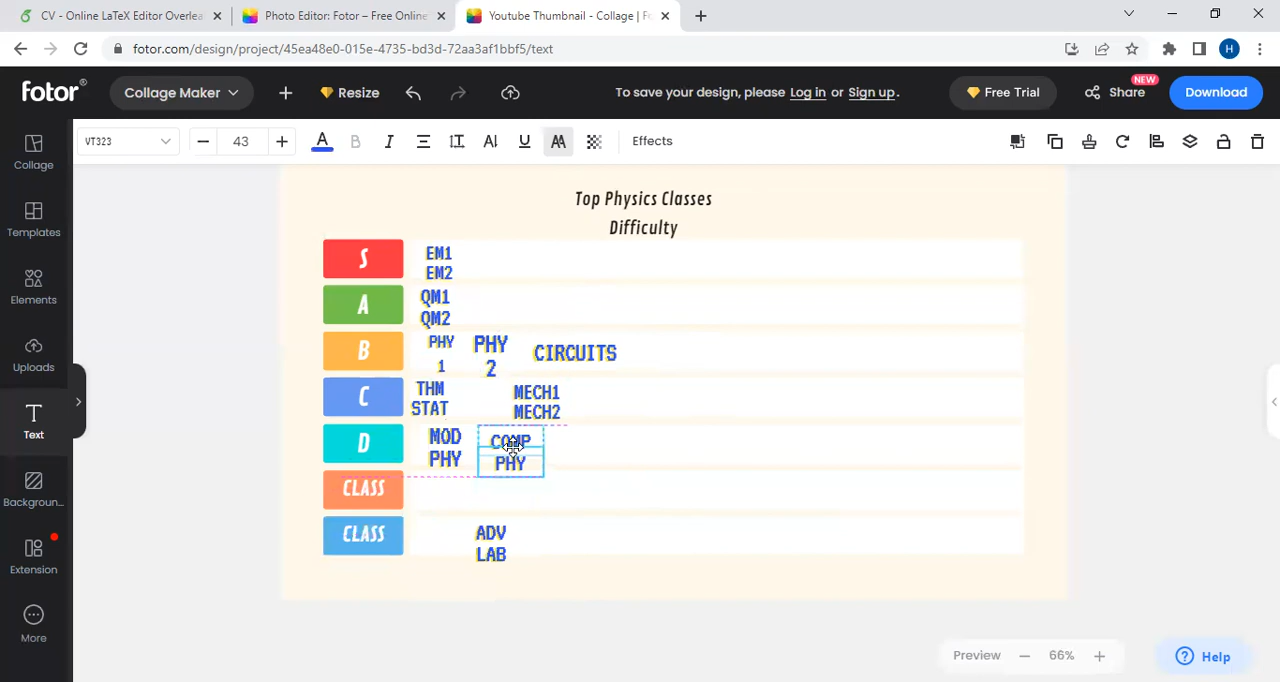 CV - Online LaTeX Editor Overlea
Photo Editor: Fotor – Free Online
Youtube Thumbnail - Collage | Fo
fotor.com/design/project/45ea48e0-015e-4735-bd3d-72aa3af1bbf5/text
H
fotor
Collage Maker
Resize
To save your design, please Log in or Sign up.
Free Trial
Share
NEW
Download
VT323
43
A
B
I
U
AA
Effects
Collage
Templates
Elements
Uploads
Text
Backgroun...
Extension
More
Top Physics Classes
Difficulty
S
EM1
EM2
A
QM1
QM2
B
PHY
1
PHY
2
CIRCUITS
C
THM
STAT
MECH1
MECH2
D
MOD
PHY
COMP
PHY
CLASS
CLASS
ADV
LAB
Preview
66%
Help